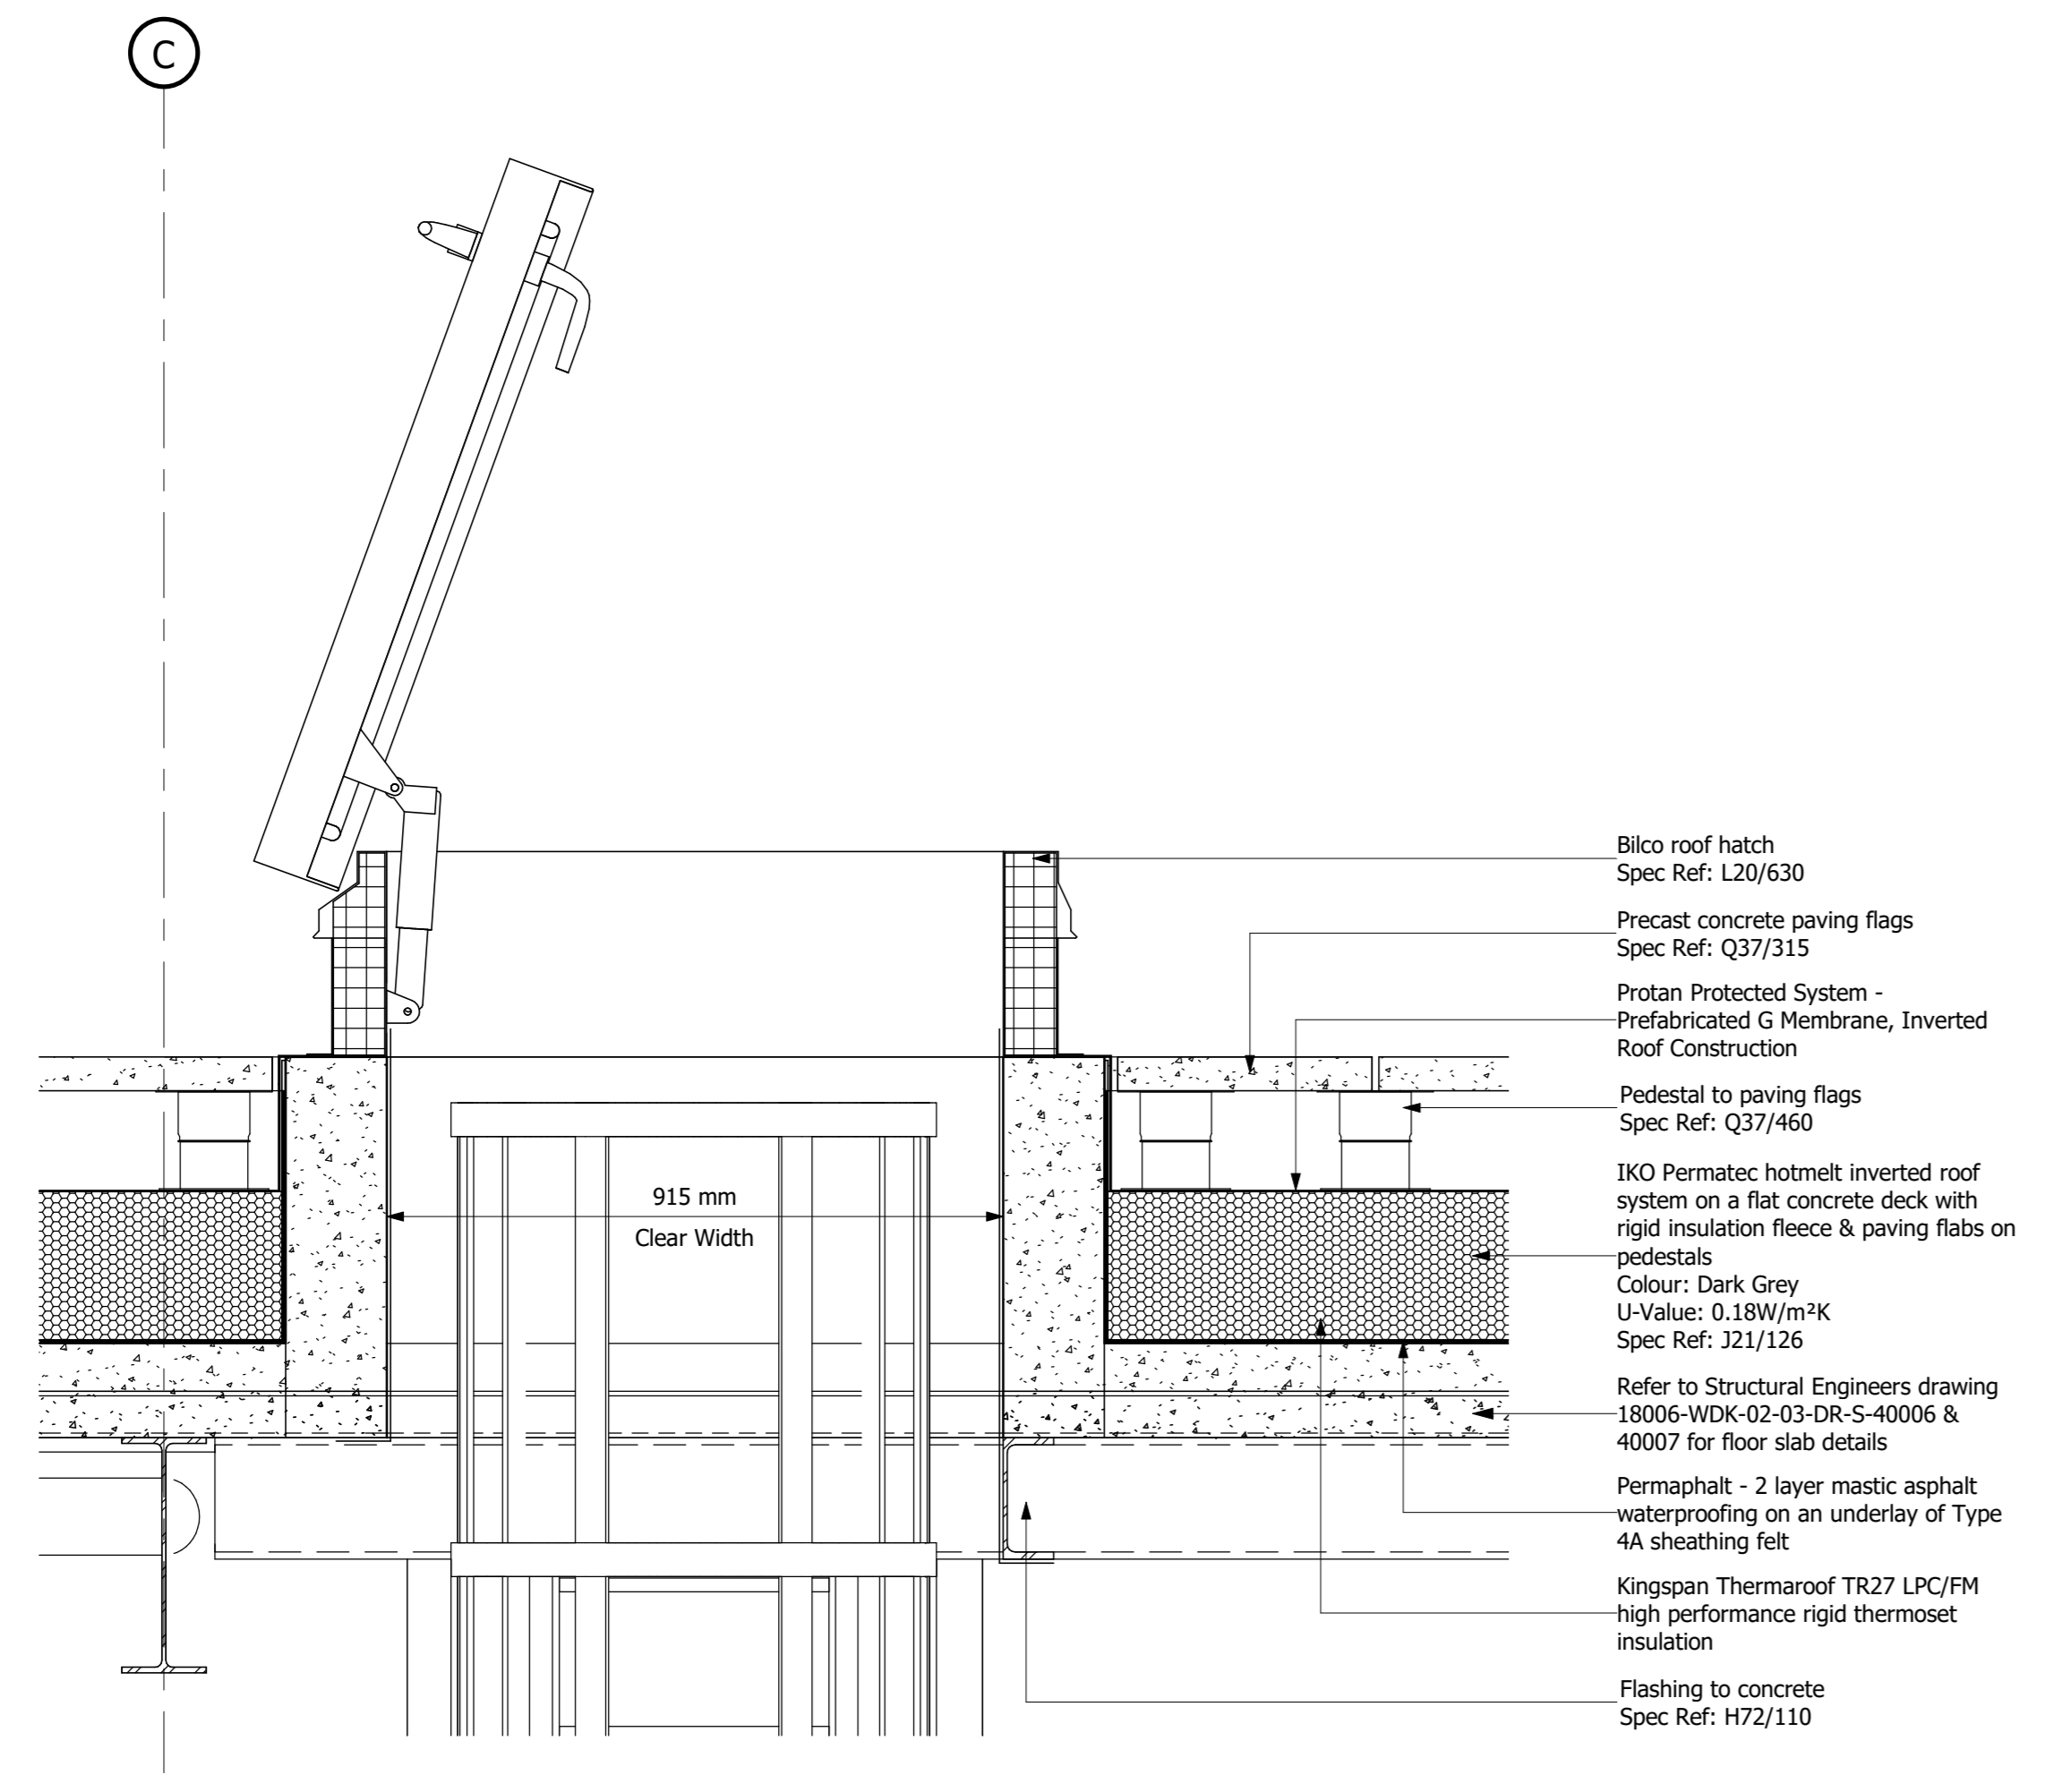 C
Bilco roof hatch
Spec Ref: L20/630
Precast concrete paving flags
Spec Ref: Q37/315
Protan Protected System -
Prefabricated G Membrane, Inverted
Roof Construction
Pedestal to paving flags
Spec Ref: Q37/460
IKO Permatec hotmelt inverted roof
system on a flat concrete deck with
rigid insulation fleece & paving flabs on
pedestals
Colour: Dark Grey
U-Value: 0.18W/m²K
Spec Ref: J21/126
915 mm
Clear Width
Refer to Structural Engineers drawing
18006-WDK-02-03-DR-S-40006 &
40007 for floor slab details
Permaphalt - 2 layer mastic asphalt
waterproofing on an underlay of Type
4A sheathing felt
Kingspan Thermaroof TR27 LPC/FM
high performance rigid thermoset
insulation
Flashing to concrete
Spec Ref: H72/110